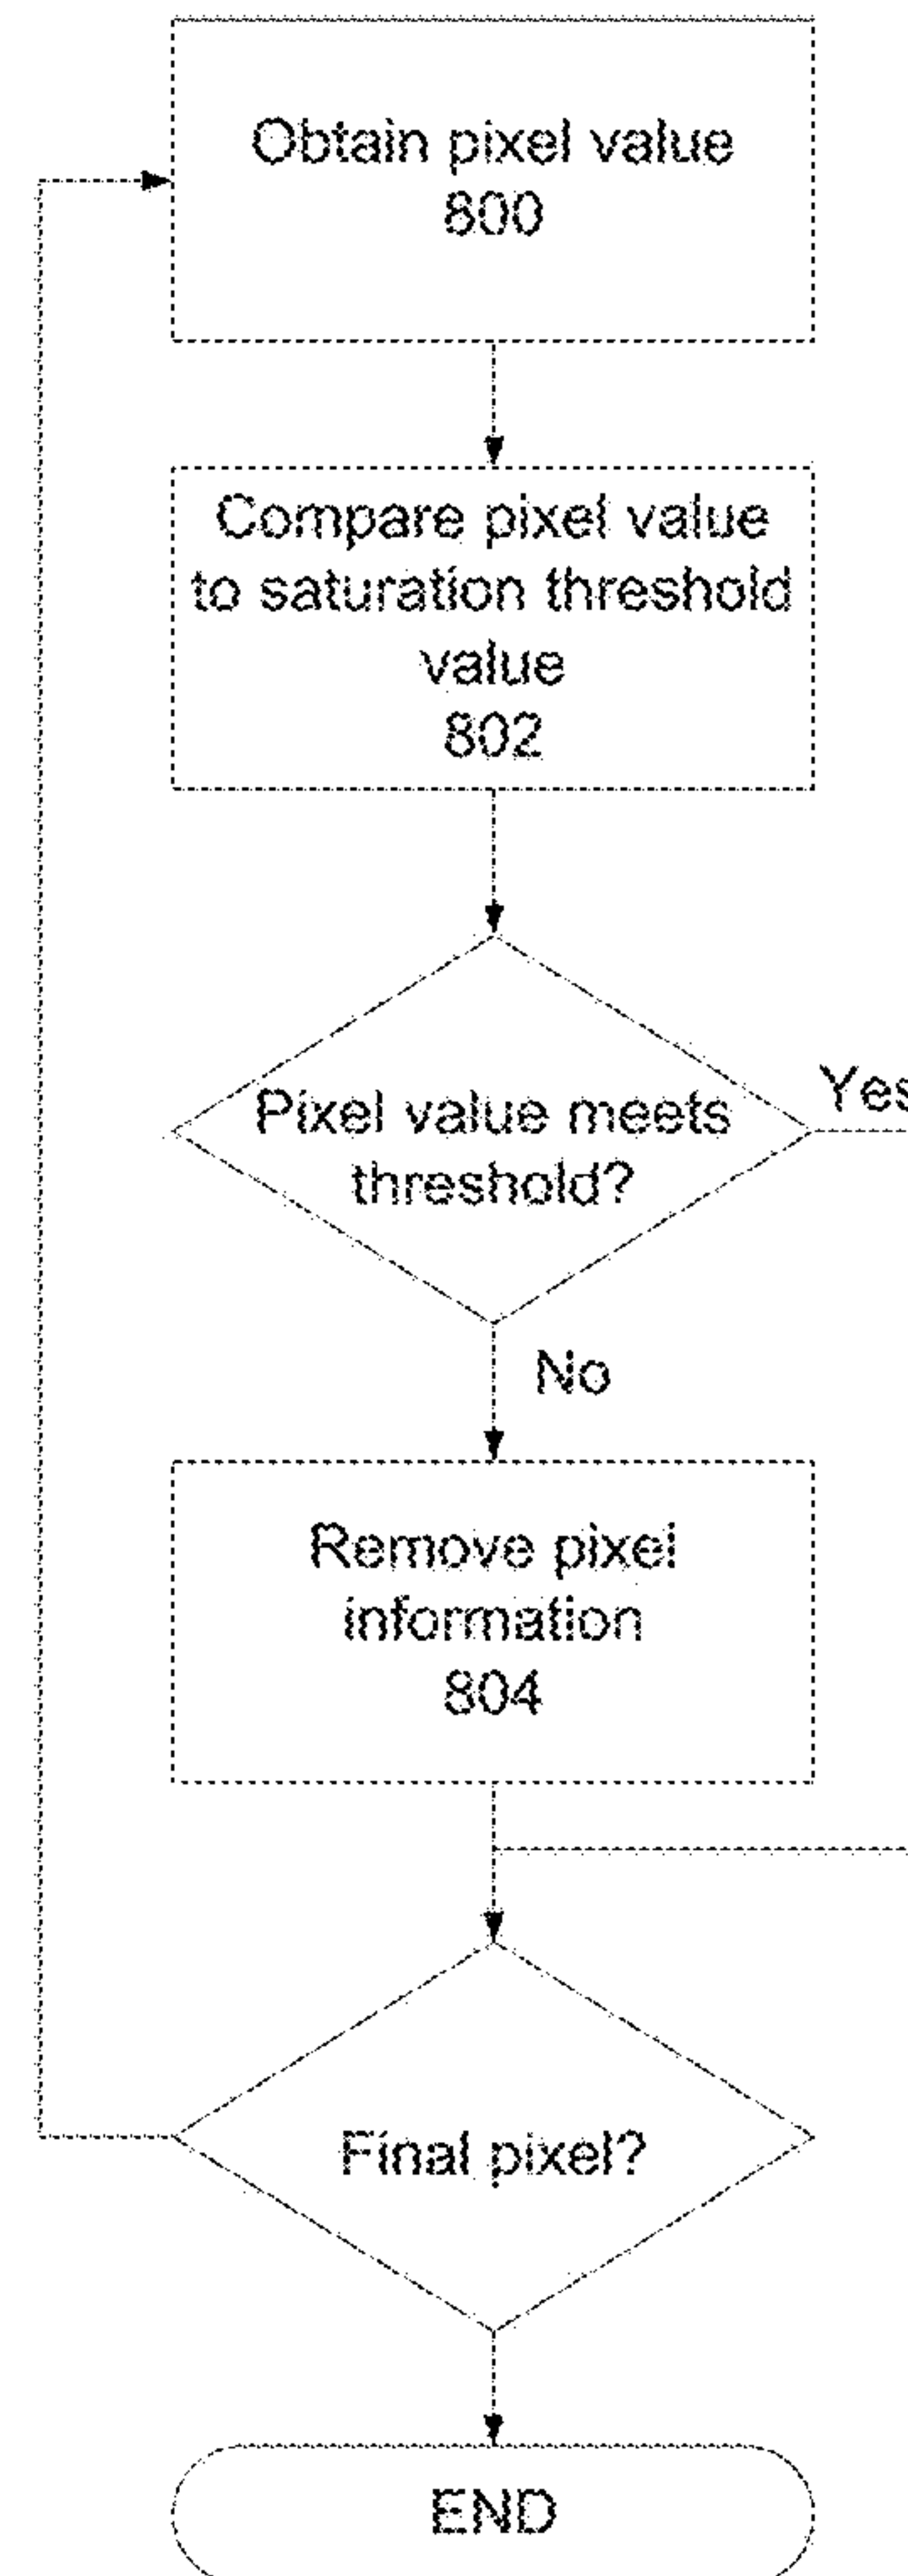 Obtain pixel value
800
Compare pixel value
to saturation threshold
value
802
Pixel value meets
threshold?
Yes
No
Remove pixel
information
804
Final pixel?
END